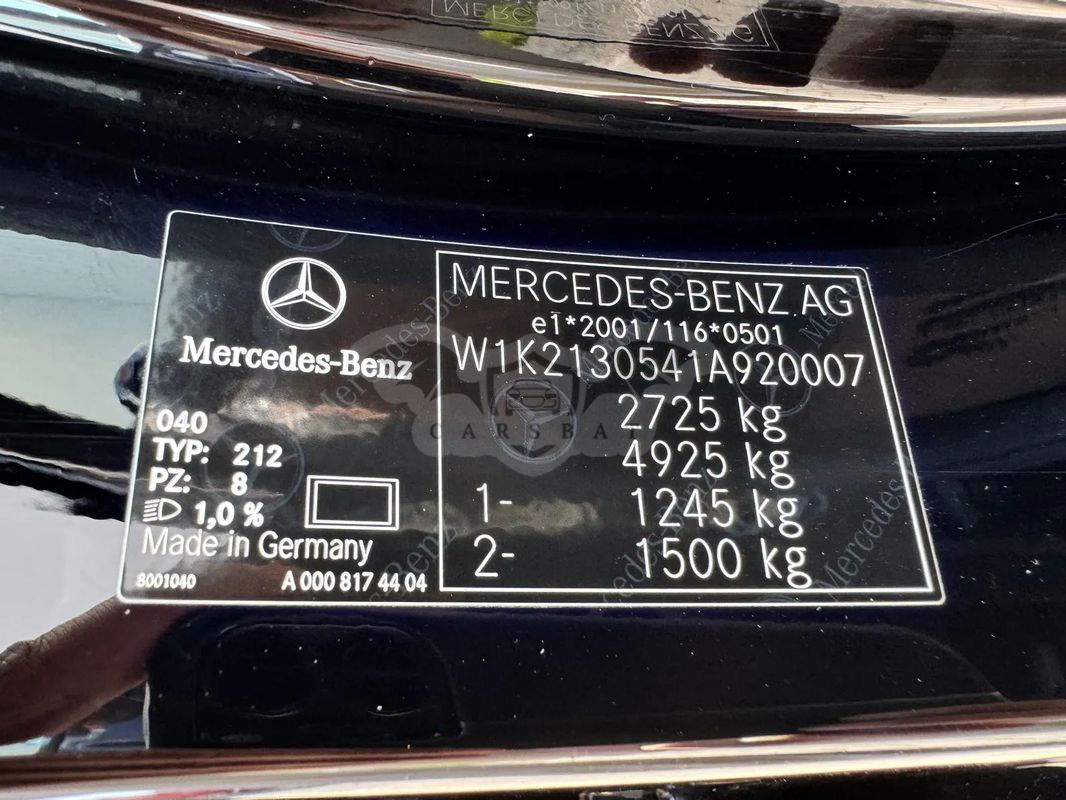 Mercedes-Benz
040
TYP: 212
PZ: 8
1,0 %
Made in Germany
8001040 A 000 817 44 04
MERCEDES-BENZ AG
e1*2001/116*0501
W1K2130541A920007
2725 kg
4925 kg
1- 1245 kg
2- 1500 kg
CARSBAT